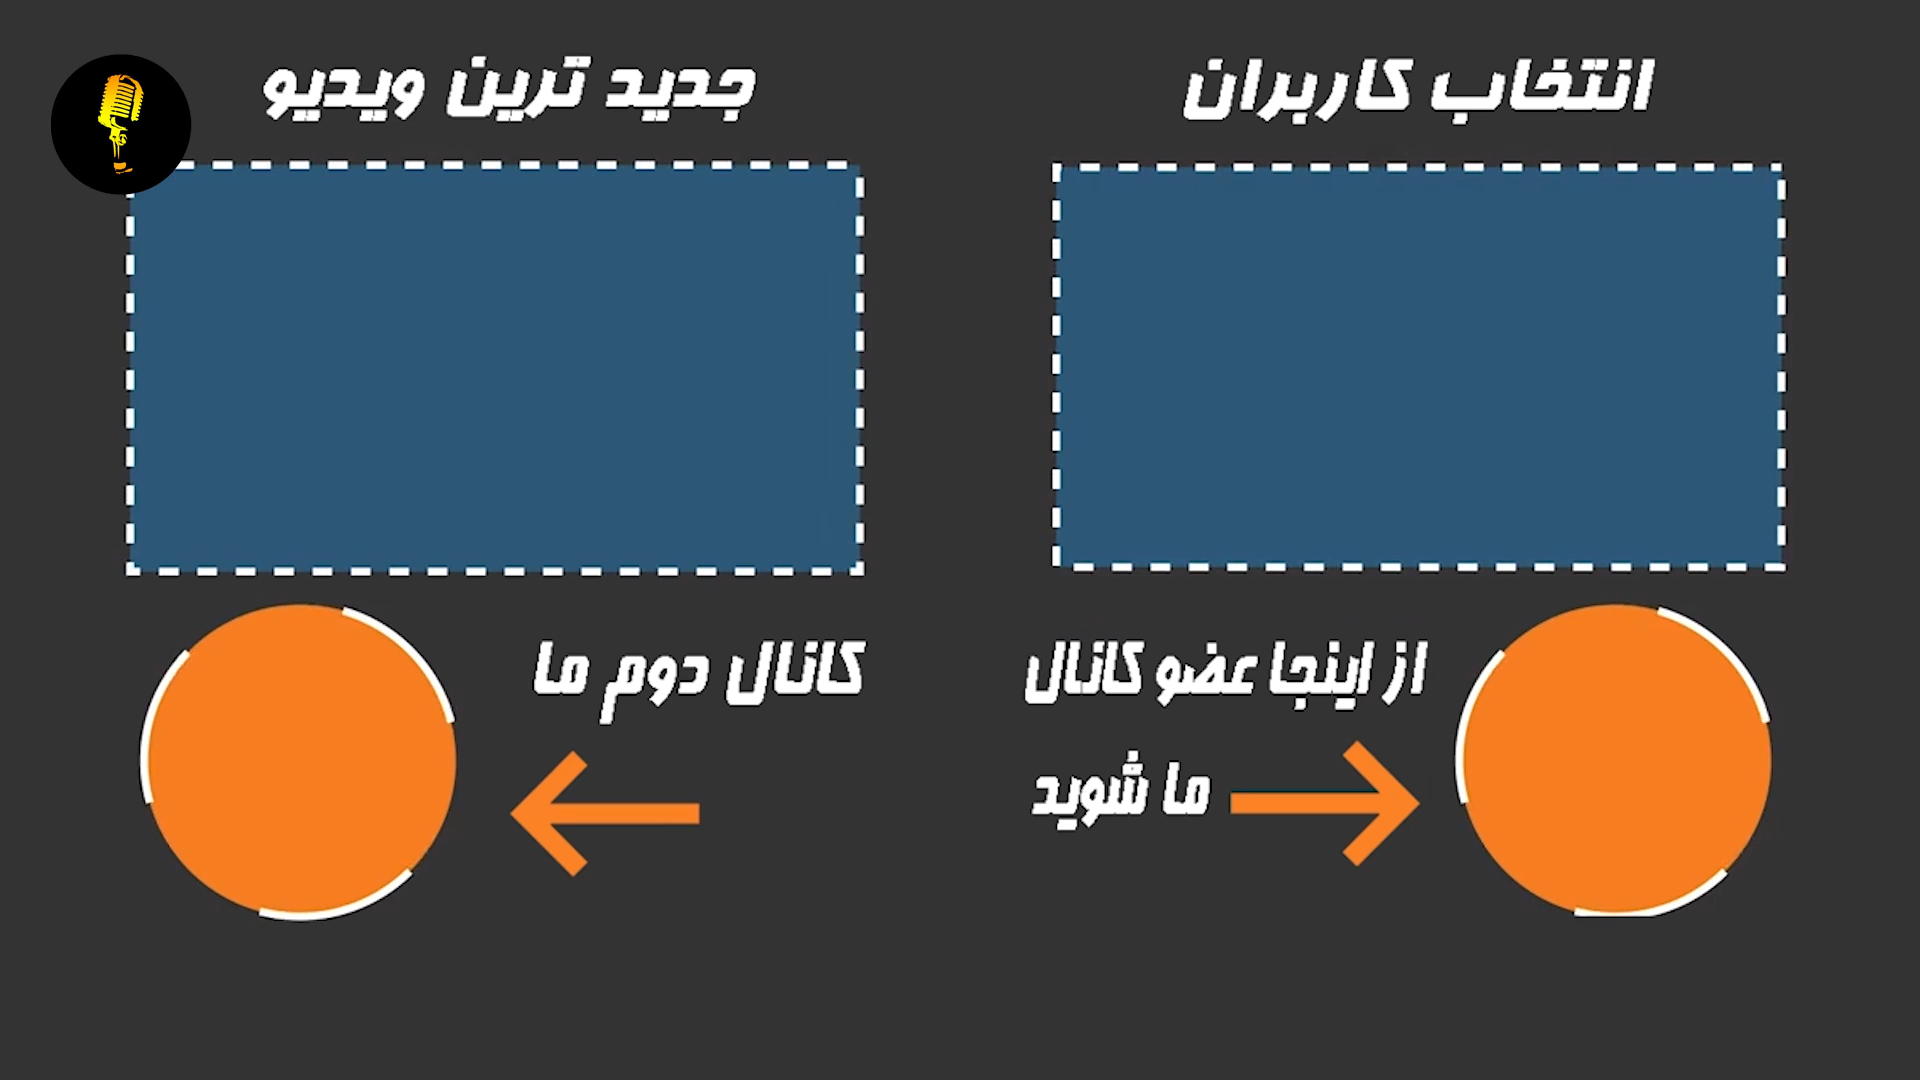 انتخاب کاربران
جدید ترین ویدیو
از اینجا عضو کانال
ما شوید
کانال دوم ما